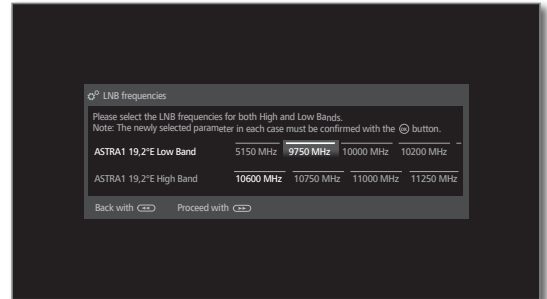 LNB frequencies
Please select the LNB frequencies for both High and Low Bands.
Note: The newly selected parameter in each case must be confirmed with the OK button.
ASTRA1 19,2°E Low Band 5150 MHz 9750 MHz 10000 MHz 10200 MHz
ASTRA1 19,2°E High Band 10600 MHz 10750 MHz 11000 MHz 11250 MHz
Back with Proceed with